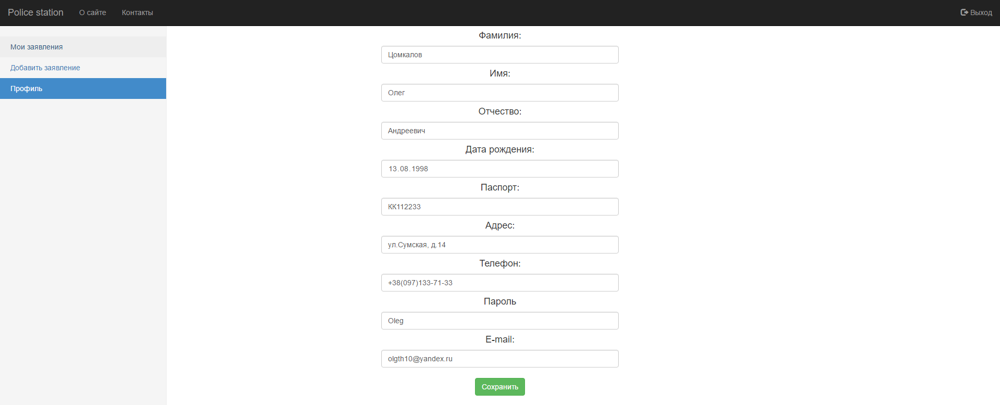 Police station О сайте Контакты Выход
Мои заявления
Добавить заявление
Профиль
Фамилия:
Цомкалов
Имя:
Олег
Отчество:
Андреевич
Дата рождения:
13.08.1998
Паспорт:
КК112233
Адрес:
ул.Сумская, д.14
Телефон:
+38(097)133-71-33
Пароль
Oleg
E-mail:
olgth10@yandex.ru
Сохранить